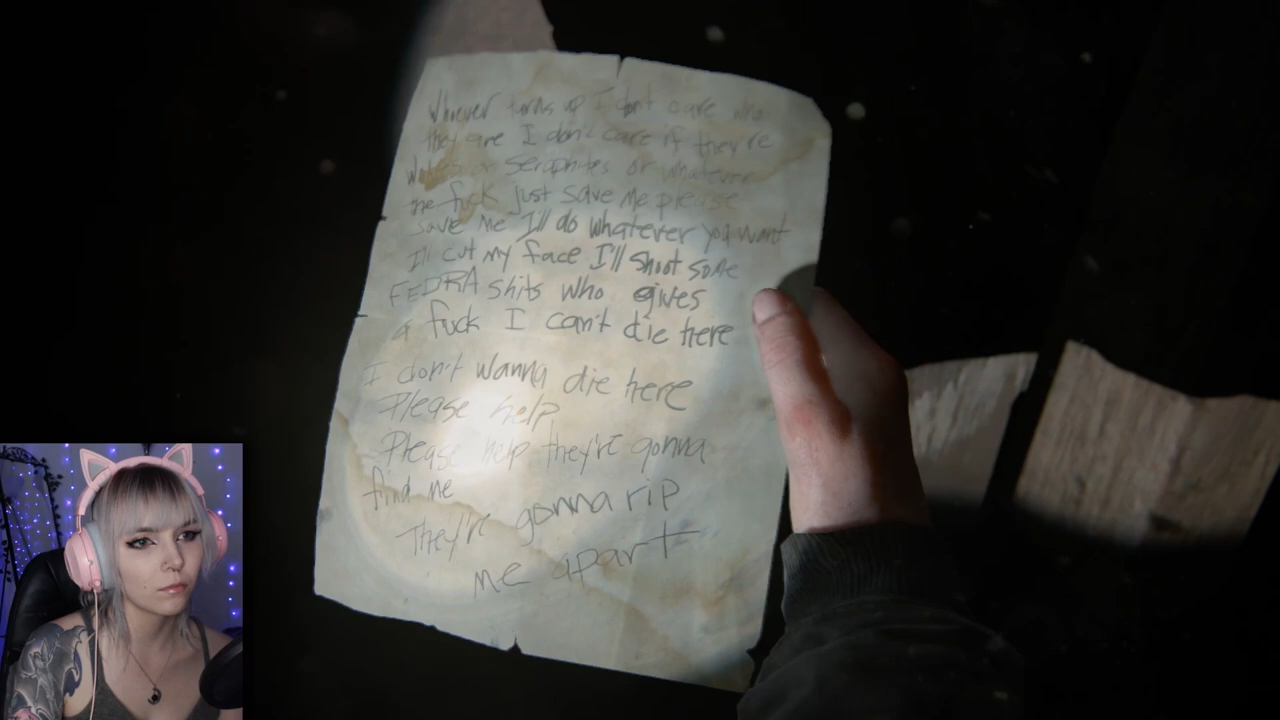 Whoever turns up I don't care who
they are I don't care if they're
Wolves or Seraphites or whatever
the fuck just save me please
save me I'll do whatever you want
I'll cut my face I'll shoot some
FEDRA shits who gives
a fuck I can't die here
I don't wanna die here
Please help
Please help they're gonna
find me
They're gonna rip
me apart